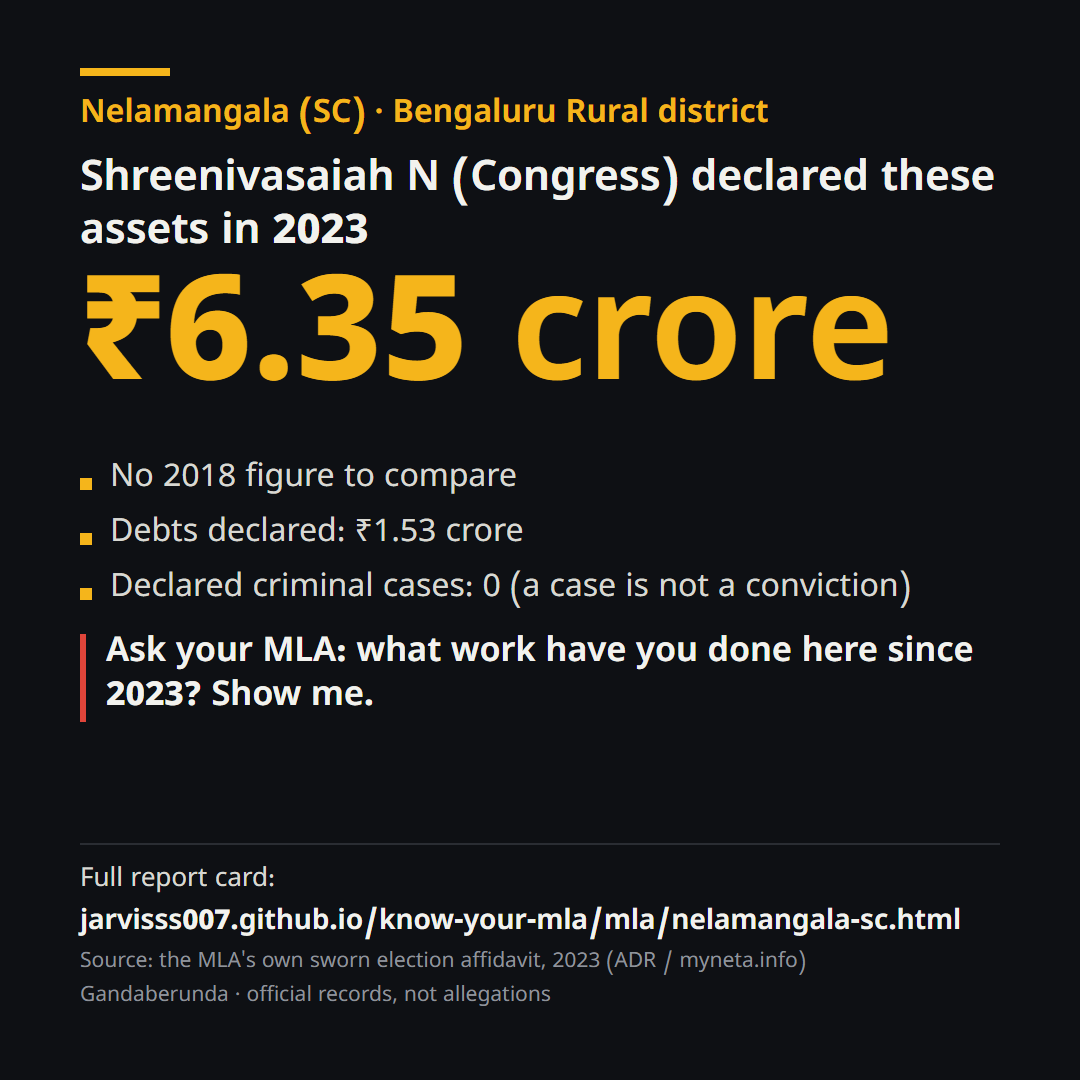 Nelamangala (SC) · Bengaluru Rural district
Shreenivasaiah N (Congress) declared these
assets in 2023
₹6.35 crore
No 2018 figure to compare
Debts declared: ₹1.53 crore
Declared criminal cases: 0 (a case is not a conviction)
Ask your MLA: what work have you done here since
2023? Show me.
Full report card:
jarvisss007.github.io/know-your-mla/mla/nelamangala-sc.html
Source: the MLA's own sworn election affidavit, 2023 (ADR / myneta.info)
Gandaberunda · official records, not allegations